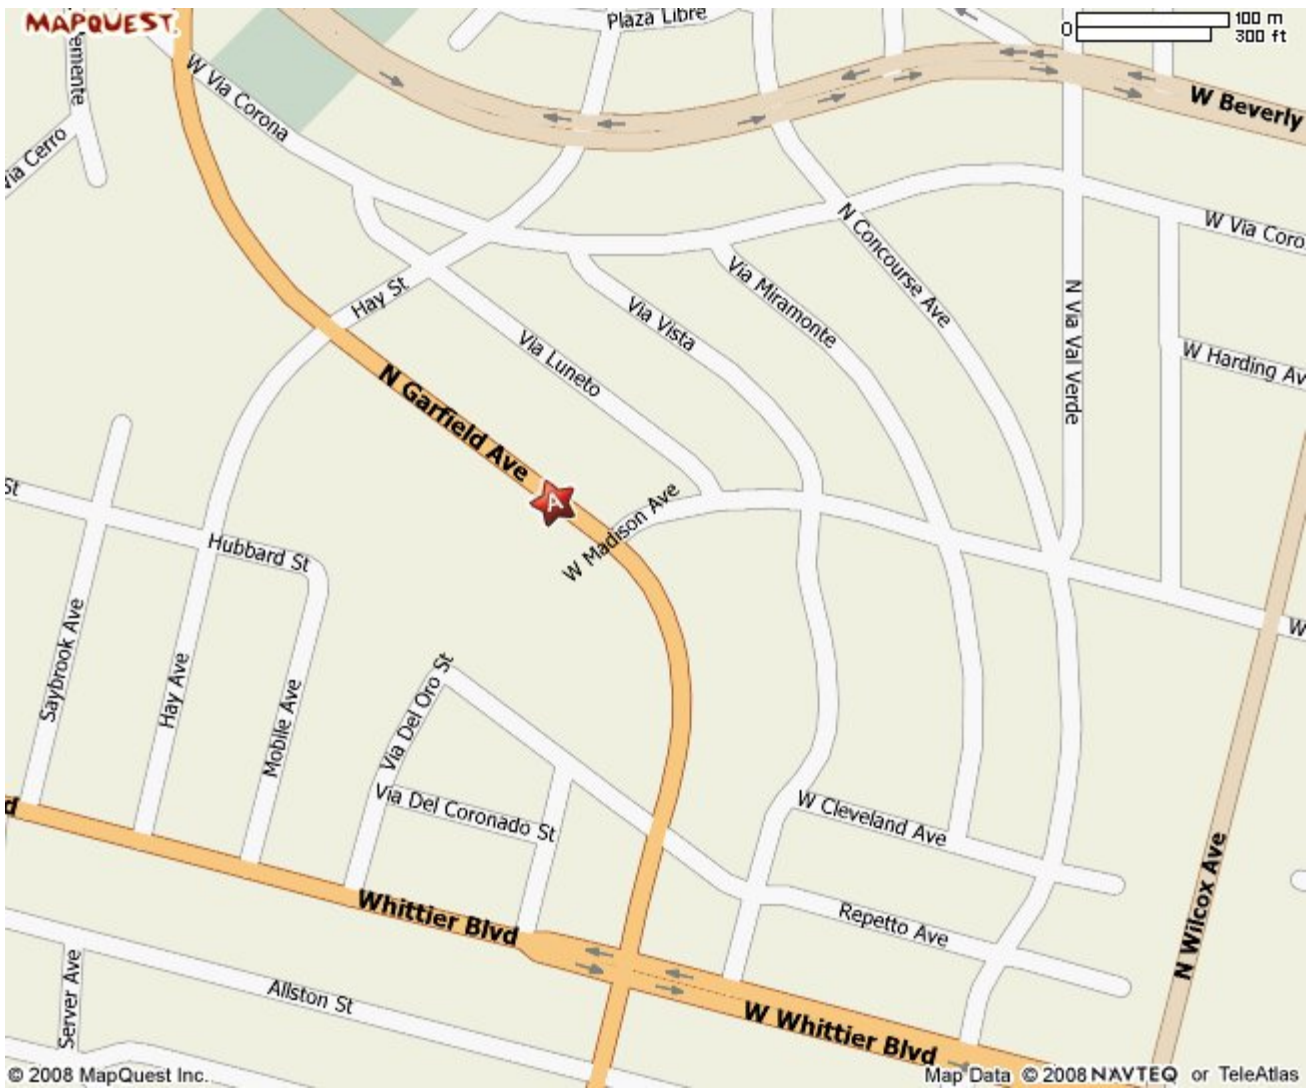 MAPQUEST.
Plaza Libre
0
100 m
300 ft
emente
W Via Corona
W Beverly
Via Cerro
N Concourse Ave
W Via Coro
Via Miramonte
Hay St
Via Vista
N Via Val Verde
Via Luneto
W Harding Av
N Garfield Ave
A
St
W Madison Ave
Hubbard St
Saybrook Ave
W
Hay Ave
Via Del Oro St
Mobile Ave
d
Via Del Coronado St
W Cleveland Ave
Whittier Blvd
Repetto Ave
N Wilcox Ave
Server Ave
Allston St
W Whittier Blvd
© 2008 MapQuest Inc.
Map Data © 2008 NAVTEQ or TeleAtlas